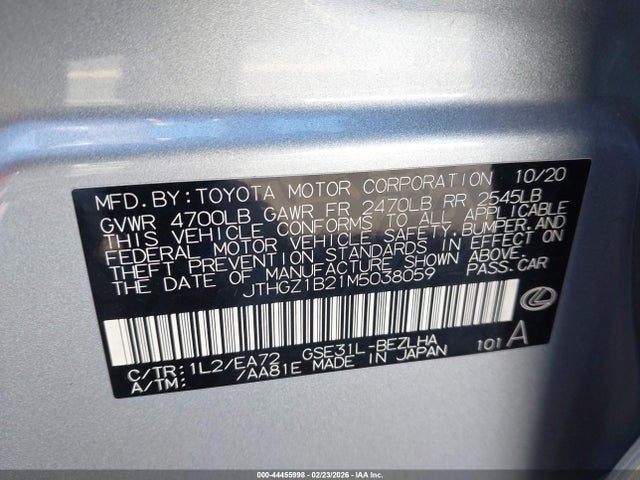 MFD. BY: TOYOTA MOTOR CORPORATION 10/20
GVWR 4700LB GAWR FR 2470LB RR 2545LB
THIS VEHICLE CONFORMS TO ALL APPLICABLE
FEDERAL MOTOR VEHICLE SAFETY, BUMPER, AND
THEFT PREVENTION STANDARDS IN EFFECT ON
THE DATE OF MANUFACTURE SHOWN ABOVE.
JTHGZ1B21M5038059 PASS. CAR
C/TR: 1L2/EA72 GSE31L-BEZLHA
A/TM: /AA81E MADE IN JAPAN 101 A
000-44455998 - 02/23/2026 - IAA Inc.